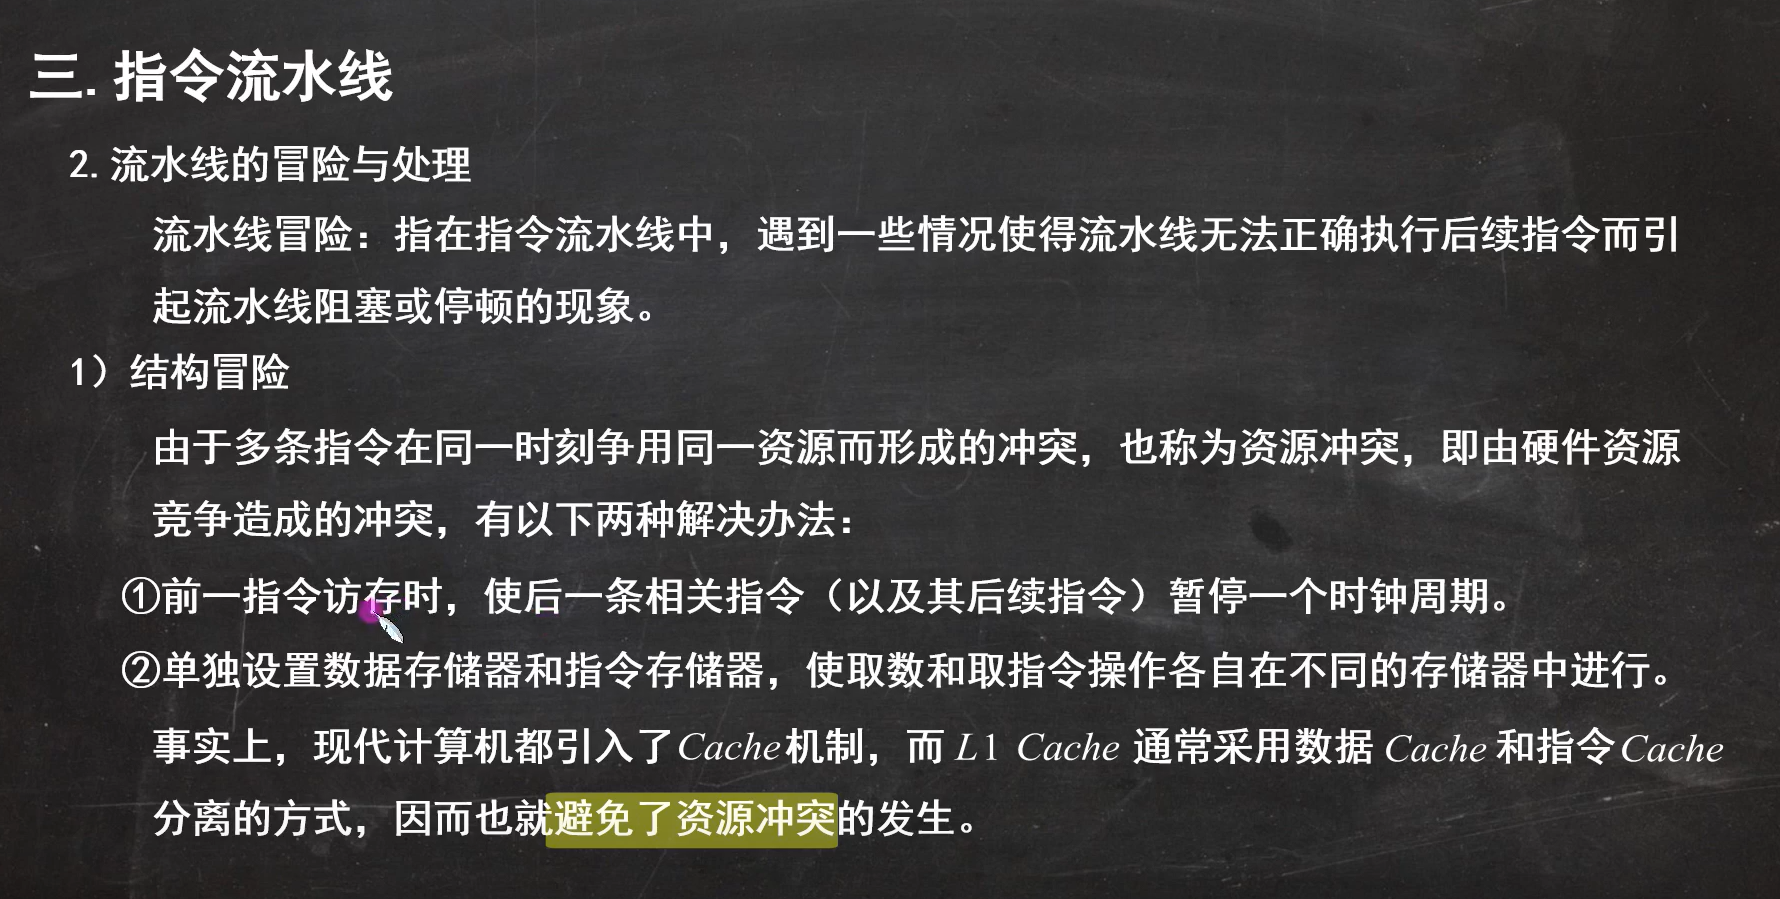 三. 指令流水线
2. 流水线的冒险与处理
流水线冒险：指在指令流水线中，遇到一些情况使得流水线无法正确执行后续指令而引
起流水线阻塞或停顿的现象。
1）结构冒险
由于多条指令在同一时刻争用同一资源而形成的冲突，也称为资源冲突，即由硬件资源
竞争造成的冲突，有以下两种解决办法：
①前一指令访存时，使后一条相关指令（以及其后续指令）暂停一个时钟周期。
②单独设置数据存储器和指令存储器，使取数和取指令操作各自在不同的存储器中进行。
事实上，现代计算机都引入了Cache机制，而 L1 Cache 通常采用数据 Cache 和指令Cache
分离的方式，因而也就避免了资源冲突的发生。